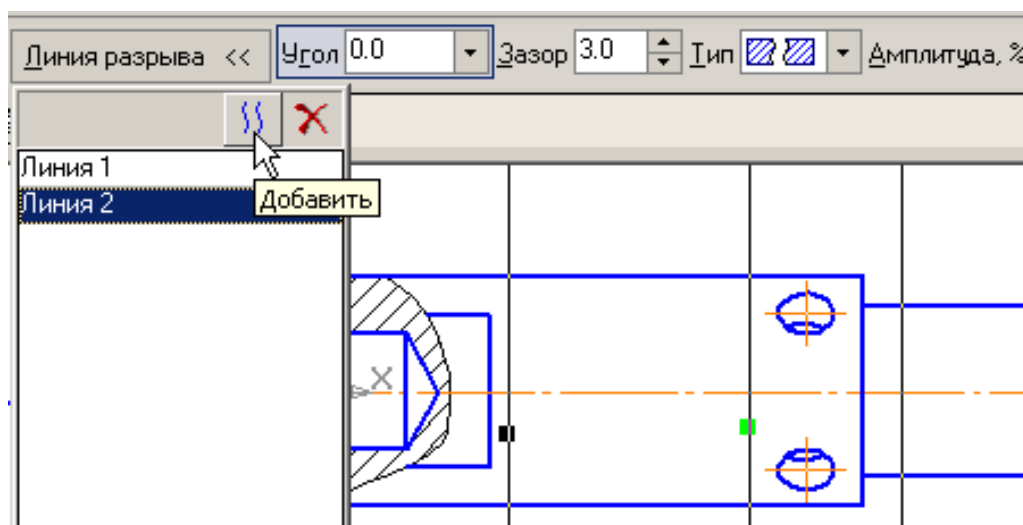 Линия разрыва << Угол 0.0 Зазор 3.0 Тип Амплитуда, %
Линия 1
Линия 2
Добавить
X